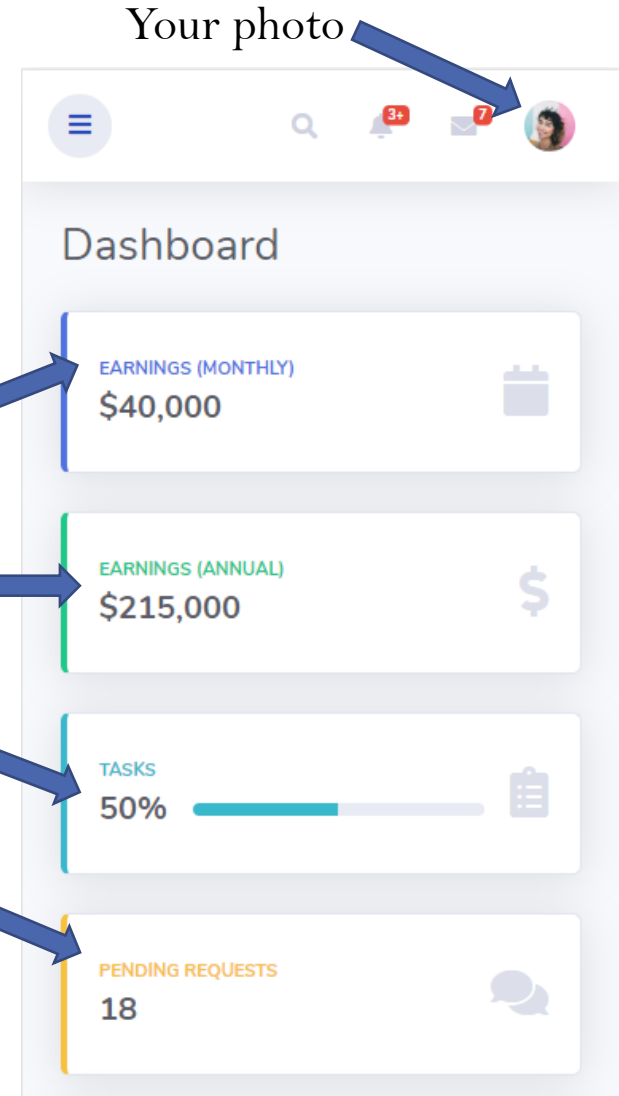 Your photo
3+
7
Dashboard
EARNINGS (MONTHLY)
$40,000
EARNINGS (ANNUAL)
$215,000
$
TASKS
50%
PENDING REQUESTS
18